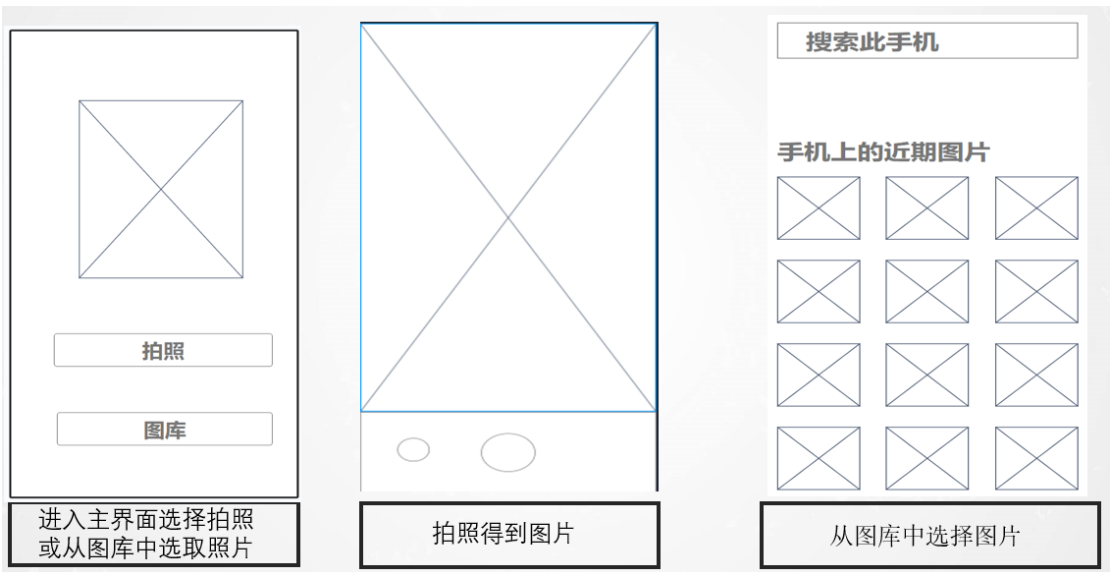 拍照
图库
进入主界面选择拍照
或从图库中选取照片
拍照得到图片
搜索此手机
手机上的近期图片
从图库中选择图片